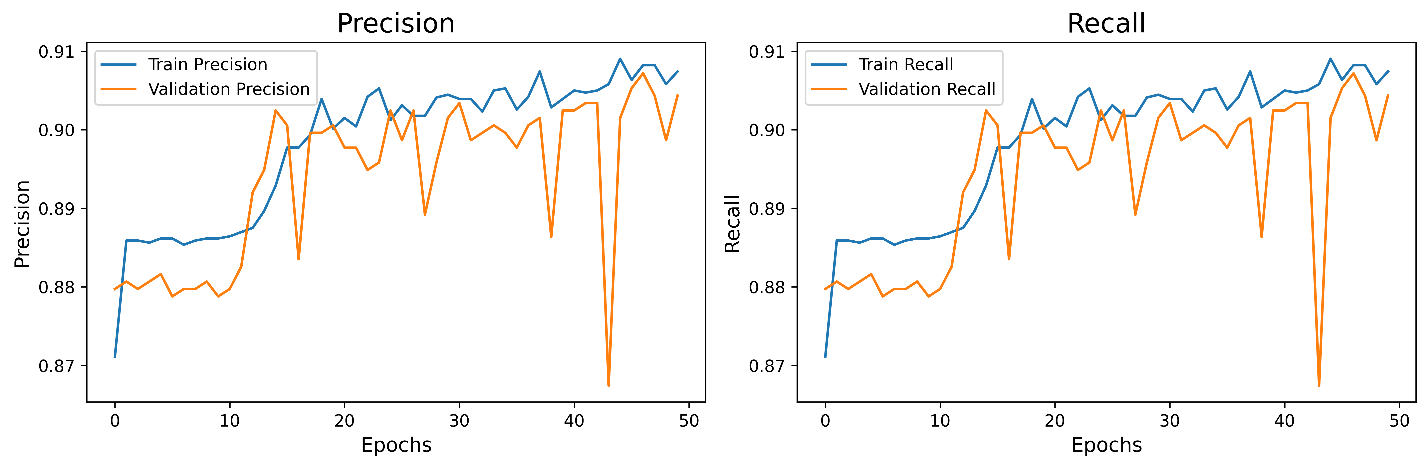 Precision
Train Precision
Validation Precision
0.91
0.90
0.89
0.88
0.87
Precision
0 10 20 30 40 50
Epochs
Recall
Train Recall
Validation Recall
0.91
0.90
0.89
0.88
0.87
Recall
0 10 20 30 40 50
Epochs